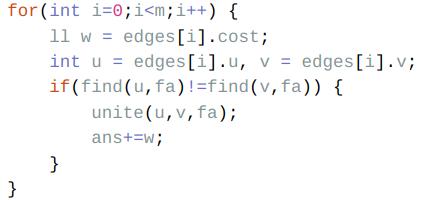 for(int i=0;i<m;i++) {
    ll w = edges[i].cost;
    int u = edges[i].u, v = edges[i].v;
    if(find(u,fa)!=find(v,fa)) {
        unite(u,v,fa);
        ans+=w;
    }
}